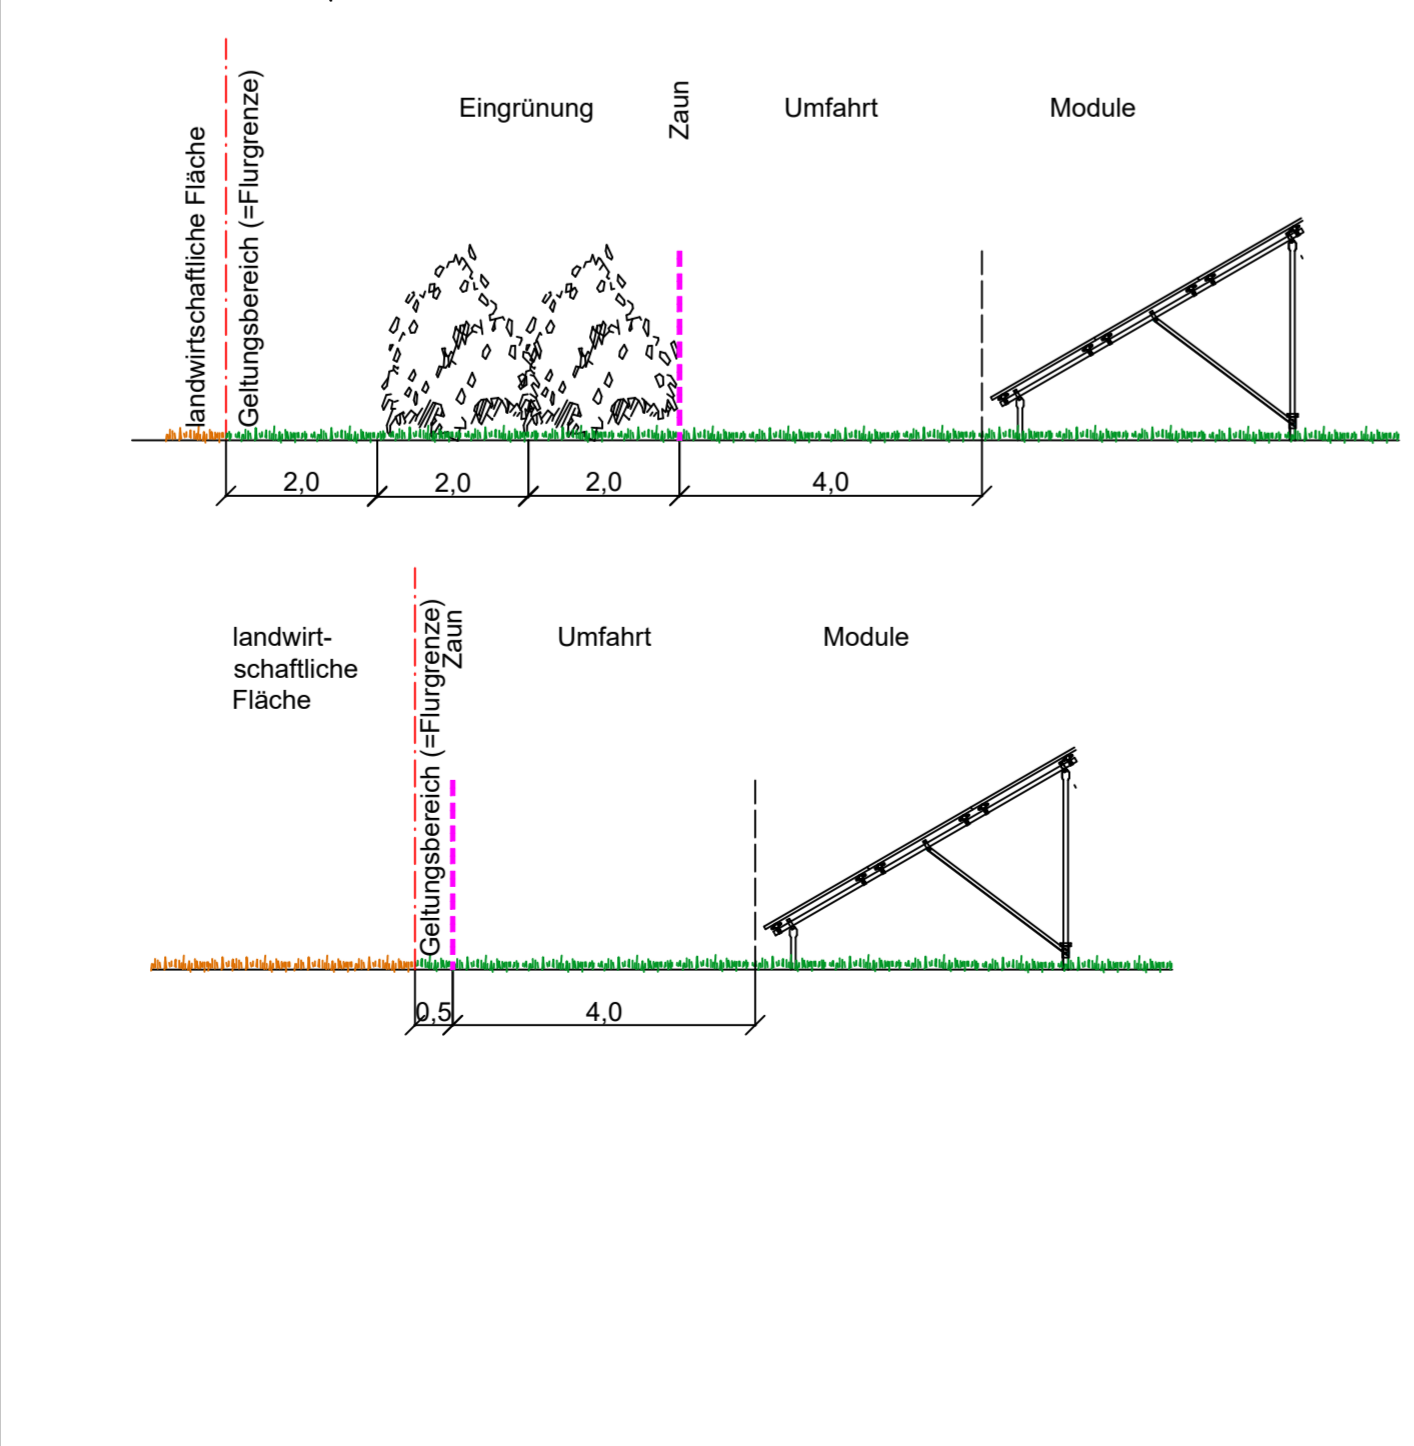 landwirtschaftliche Fläche
Geltungsbereich (=Flurgrenze)
Eingrünung
Zaun
Umfahrt
Module
2,0
2,0
2,0
4,0
landwirt-
schaftliche
Fläche
Geltungsbereich (=Flurgrenze)
Zaun
Umfahrt
Module
0,5
4,0